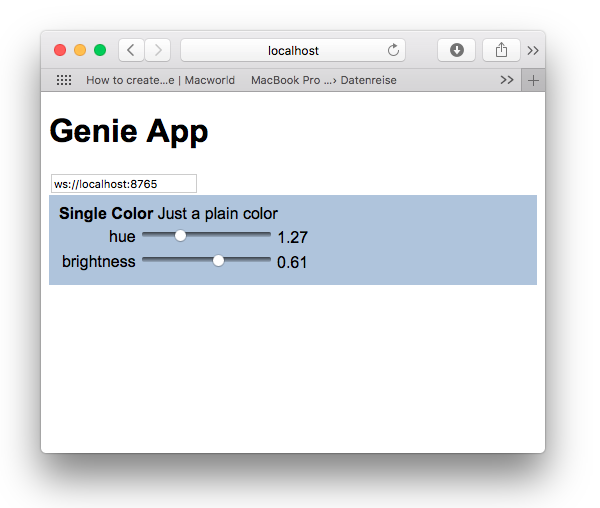 localhost
How to create...e | Macworld MacBook Pro ...› Datenreise >> +
Genie App
ws://localhost:8765
Single Color Just a plain color
hue 1.27
brightness 0.61